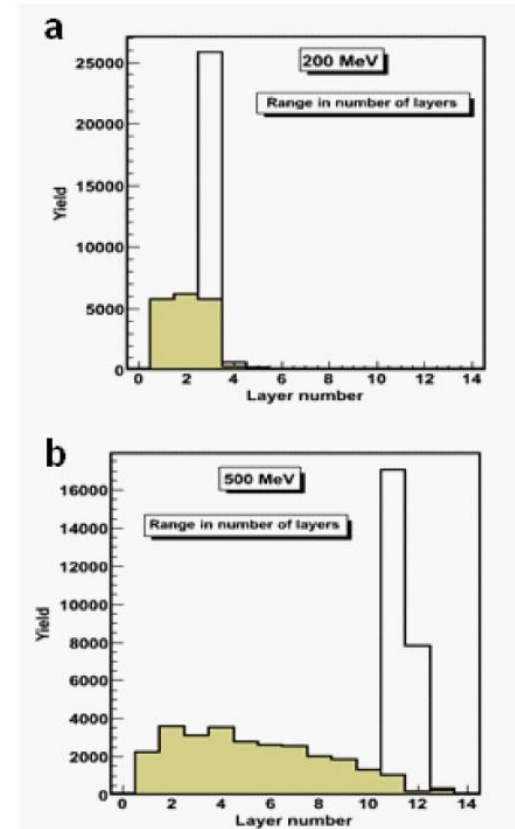 a
200 MeV
Range in number of layers
25000
20000
15000
10000
5000
0
Yield
0 2 4 6 8 10 12 14
Layer number
b
500 MeV
Range in number of layers
16000
14000
12000
10000
8000
6000
4000
2000
0
Yield
0 2 4 6 8 10 12 14
Layer number